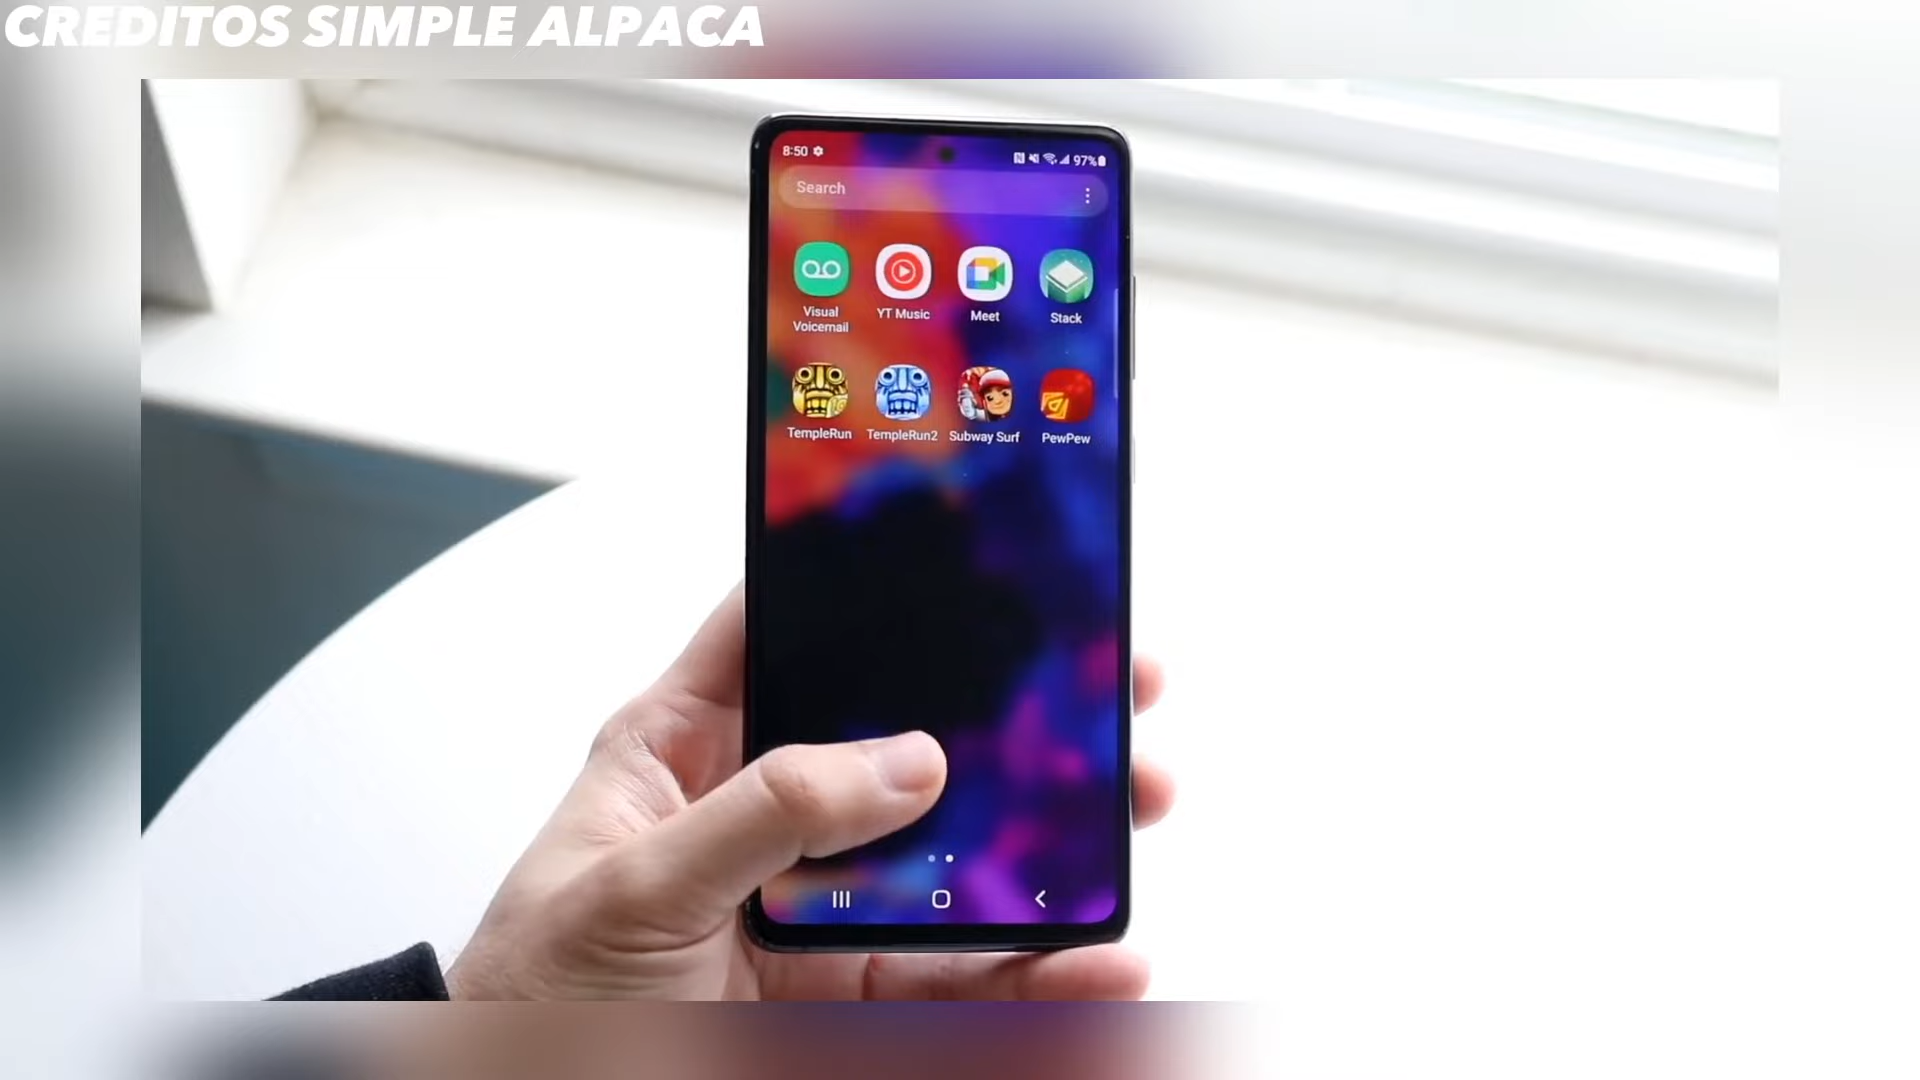 CREDITOS SIMPLE ALPACA
8:50
97%
Search
Visual Voicemail
YT Music
Meet
Stack
TempleRun
TempleRun2
Subway Surf
PewPew